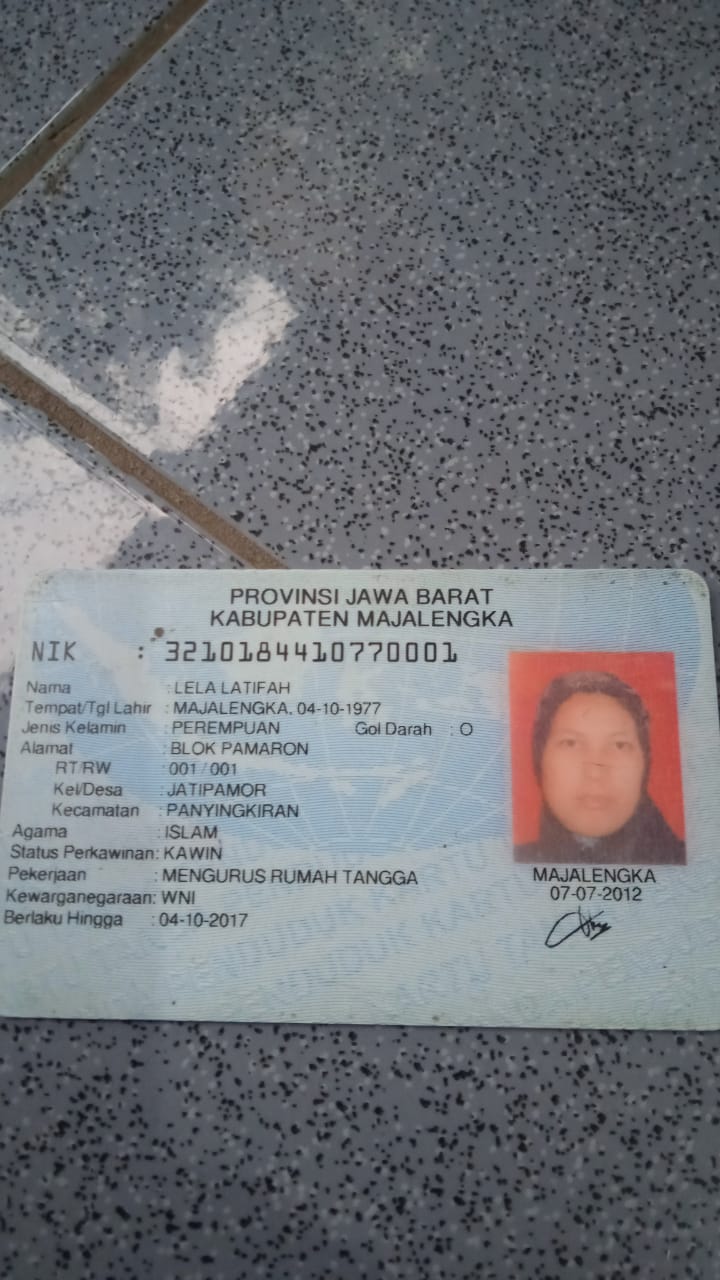 PROVINSI JAWA BARAT
KABUPATEN MAJALENGKA
NIK : 3210184410770001
Nama : LELA LATIFAH
Tempat/Tgl Lahir : MAJALENGKA, 04-10-1977
Jenis Kelamin : PEREMPUAN Gol Darah : O
Alamat : BLOK PAMARON
RT/RW : 001/001
Kel/Desa : JATIPAMOR
Kecamatan : PANYINGKIRAN
Agama : ISLAM
Status Perkawinan: KAWIN
Pekerjaan : MENGURUS RUMAH TANGGA
Kewarganegaraan: WNI
Berlaku Hingga : 04-10-2017
MAJALENGKA
07-07-2012